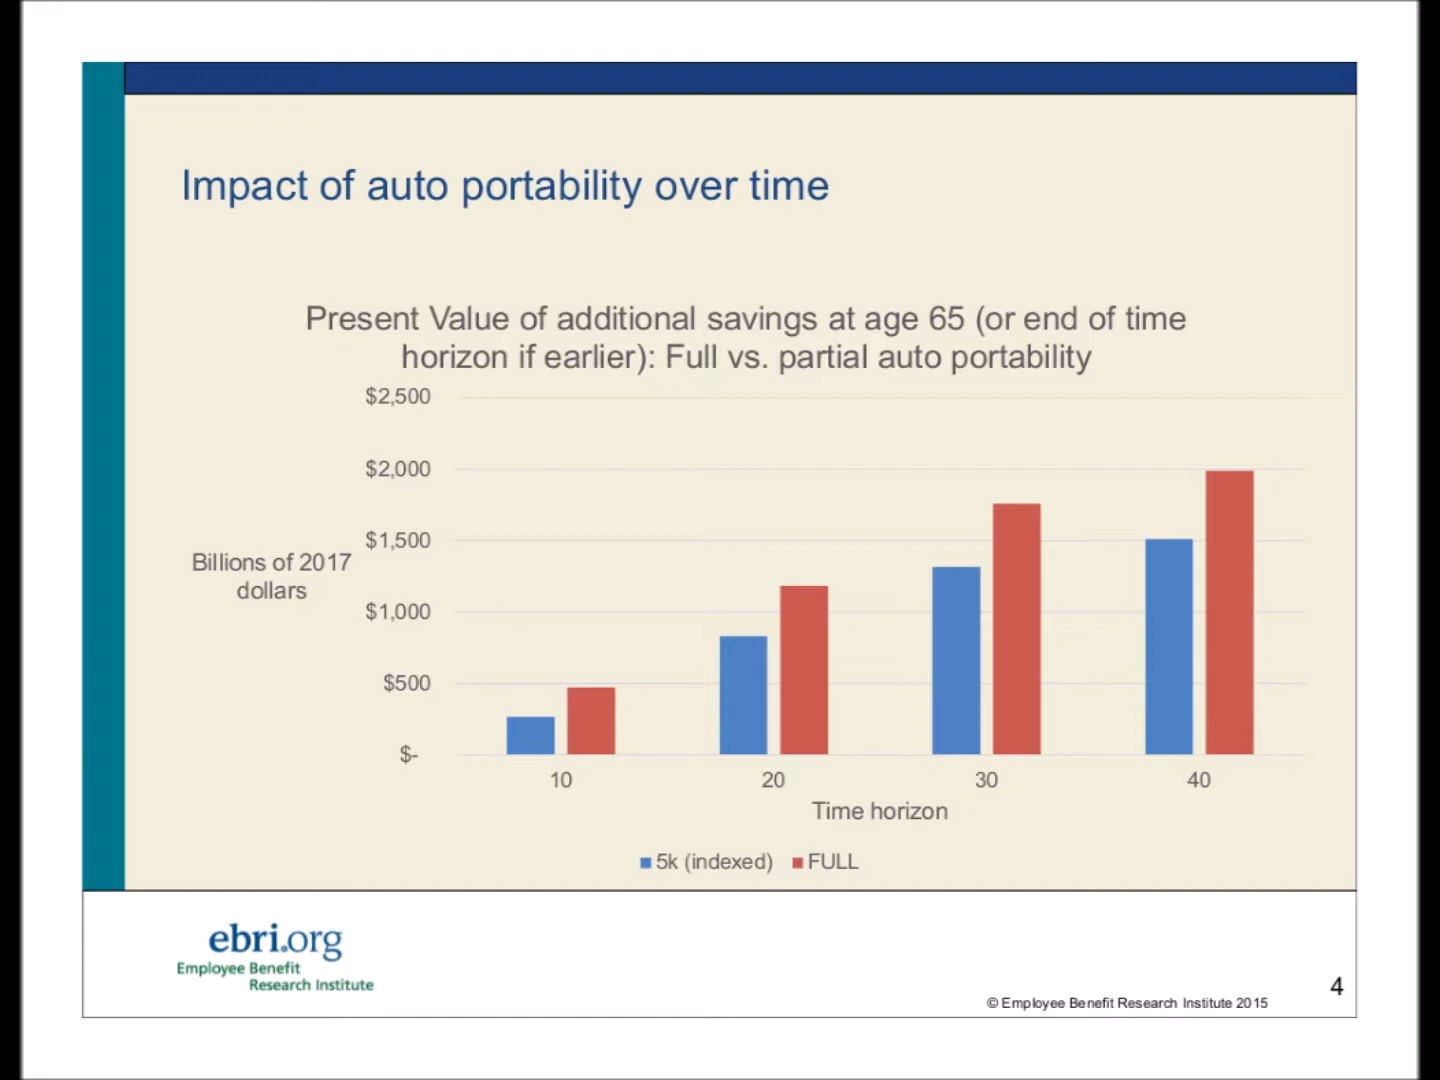 Impact of auto portability over time
Present Value of additional savings at age 65 (or end of time
horizon if earlier): Full vs. partial auto portability
$2,500
$2,000
$1,500
$1,000
$500
$-
Billions of 2017
dollars
10 20 30 40
Time horizon
5k (indexed) FULL
ebri.org
Employee Benefit
Research Institute
© Employee Benefit Research Institute 2015
4